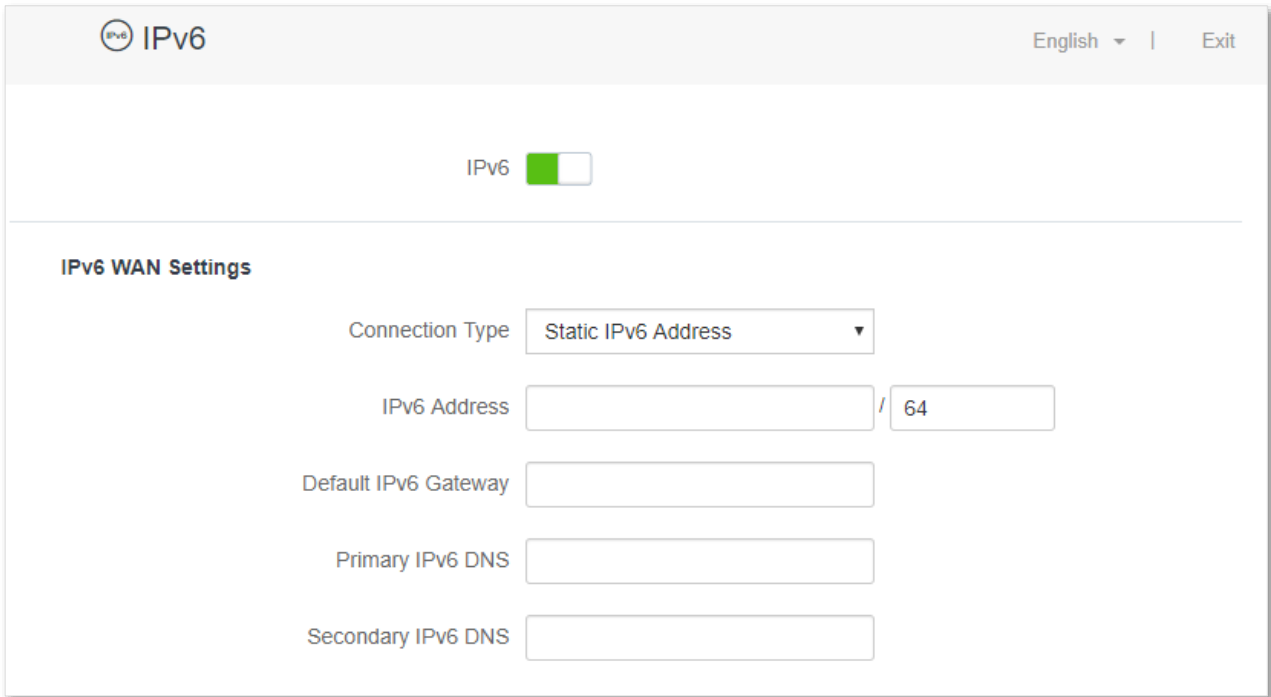 IPv6 IPv6
English | Exit
IPv6
IPv6 WAN Settings
Connection Type Static IPv6 Address
IPv6 Address / 64
Default IPv6 Gateway
Primary IPv6 DNS
Secondary IPv6 DNS